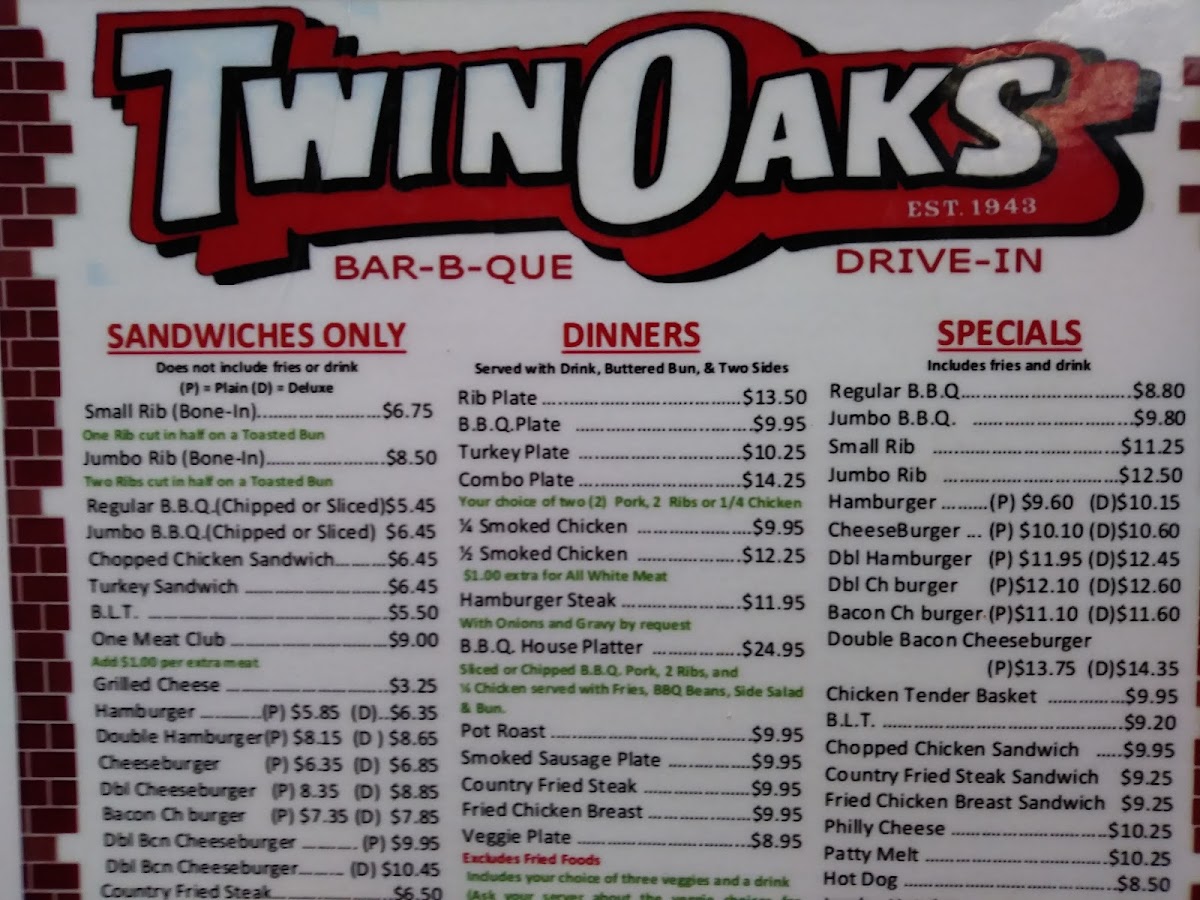 TWIN OAKS
EST. 1943
BAR-B-QUE
DRIVE-IN
SANDWICHES ONLY
Does not include fries or drink
(P) = Plain (D) = Deluxe
Small Rib (Bone-In)........................$6.75
One Rib cut in half on a Toasted Bun
Jumbo Rib (Bone-In)......................$8.50
Two Ribs cut in half on a Toasted Bun
Regular B.B.Q.(Chipped or Sliced)$5.45
Jumbo B.B.Q.(Chipped or Sliced) $6.45
Chopped Chicken Sandwich..........$6.45
Turkey Sandwich ..........................$6.45
B.L.T. ............................................$5.50
One Meat Club .............................$9.00
Add $1.00 per extra meat
Grilled Cheese ..............................$3.25
Hamburger ............(P) $5.85 (D)..$6.35
Double Hamburger(P) $8.15 (D ) $8.65
Cheeseburger (P) $6.35 (D) $6.85
Dbl Cheeseburger (P) 8.35 (D) $8.85
Bacon Ch burger (P) $7.35 (D) $7.85
Dbl Bcn Cheeseburger ........... (P) $9.95
Dbl Bcn Cheeseburger......... (D) $10.45
Country Fried Steak......................$6.50
DINNERS
Served with Drink, Buttered Bun, & Two Sides
Rib Plate ......................................$13.50
B.B.Q.Plate .................................$9.95
Turkey Plate ................................$10.25
Combo Plate ................................$14.25
Your choice of two (2) Pork, 2 Ribs or 1/4 Chicken
¼ Smoked Chicken ......................$9.95
½ Smoked Chicken .....................$12.25
$1.00 extra for All White Meat
Hamburger Steak .......................$11.95
With Onions and Gravy by request
B.B.Q. House Platter ..................$24.95
Sliced or Chipped B.B.Q. Pork, 2 Ribs, and
¼ Chicken served with Fries, BBQ Beans, Side Salad
& Bun.
Pot Roast ......................................$9.95
Smoked Sausage Plate .................$9.95
Country Fried Steak .....................$9.95
Fried Chicken Breast .....................$9.95
Veggie Plate ..................................$8.95
Excludes Fried Foods
Includes your choice of three veggies and a drink
(Ask your server about the veggie choices for
SPECIALS
Includes fries and drink
Regular B.B.Q.................................$8.80
Jumbo B.B.Q. ...............................$9.80
Small Rib ...................................$11.25
Jumbo Rib .................................$12.50
Hamburger .........(P) $9.60 (D)$10.15
CheeseBurger ... (P) $10.10 (D)$10.60
Dbl Hamburger (P) $11.95 (D)$12.45
Dbl Ch burger (P)$12.10 (D)$12.60
Bacon Ch burger.(P)$11.10 (D)$11.60
Double Bacon Cheeseburger
(P)$13.75 (D)$14.35
Chicken Tender Basket ...............$9.95
B.L.T. ..............................................$9.20
Chopped Chicken Sandwich .....$9.95
Country Fried Steak Sandwich $9.25
Fried Chicken Breast Sandwich $9.25
Philly Cheese ..............................$10.25
Patty Melt ...................................$10.25
Hot Dog .........................................$8.50